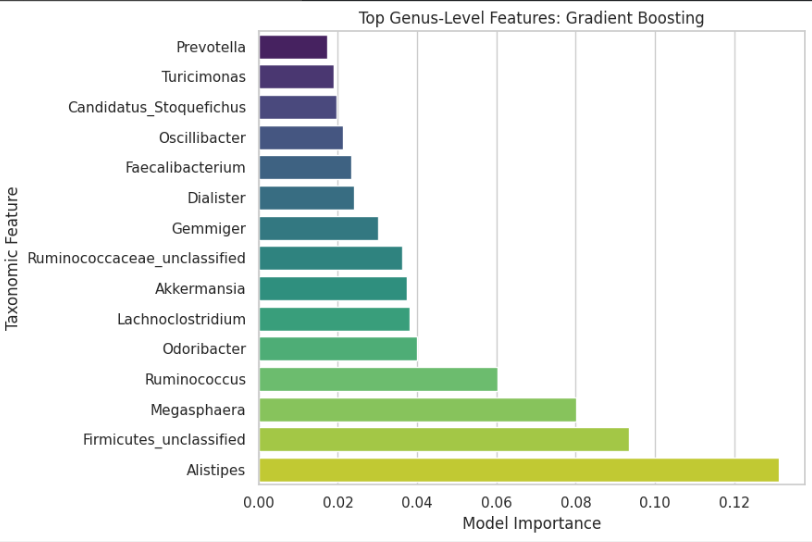 Top Genus-Level Features: Gradient Boosting
Taxonomic Feature
Prevotella
Turicimonas
Candidatus_Stoquefichus
Oscillibacter
Faecalibacterium
Dialister
Gemmiger
Ruminococcaceae_unclassified
Akkermansia
Lachnoclostridium
Odoribacter
Ruminococcus
Megasphaera
Firmicutes_unclassified
Alistipes
0.00 0.02 0.04 0.06 0.08 0.10 0.12
Model Importance